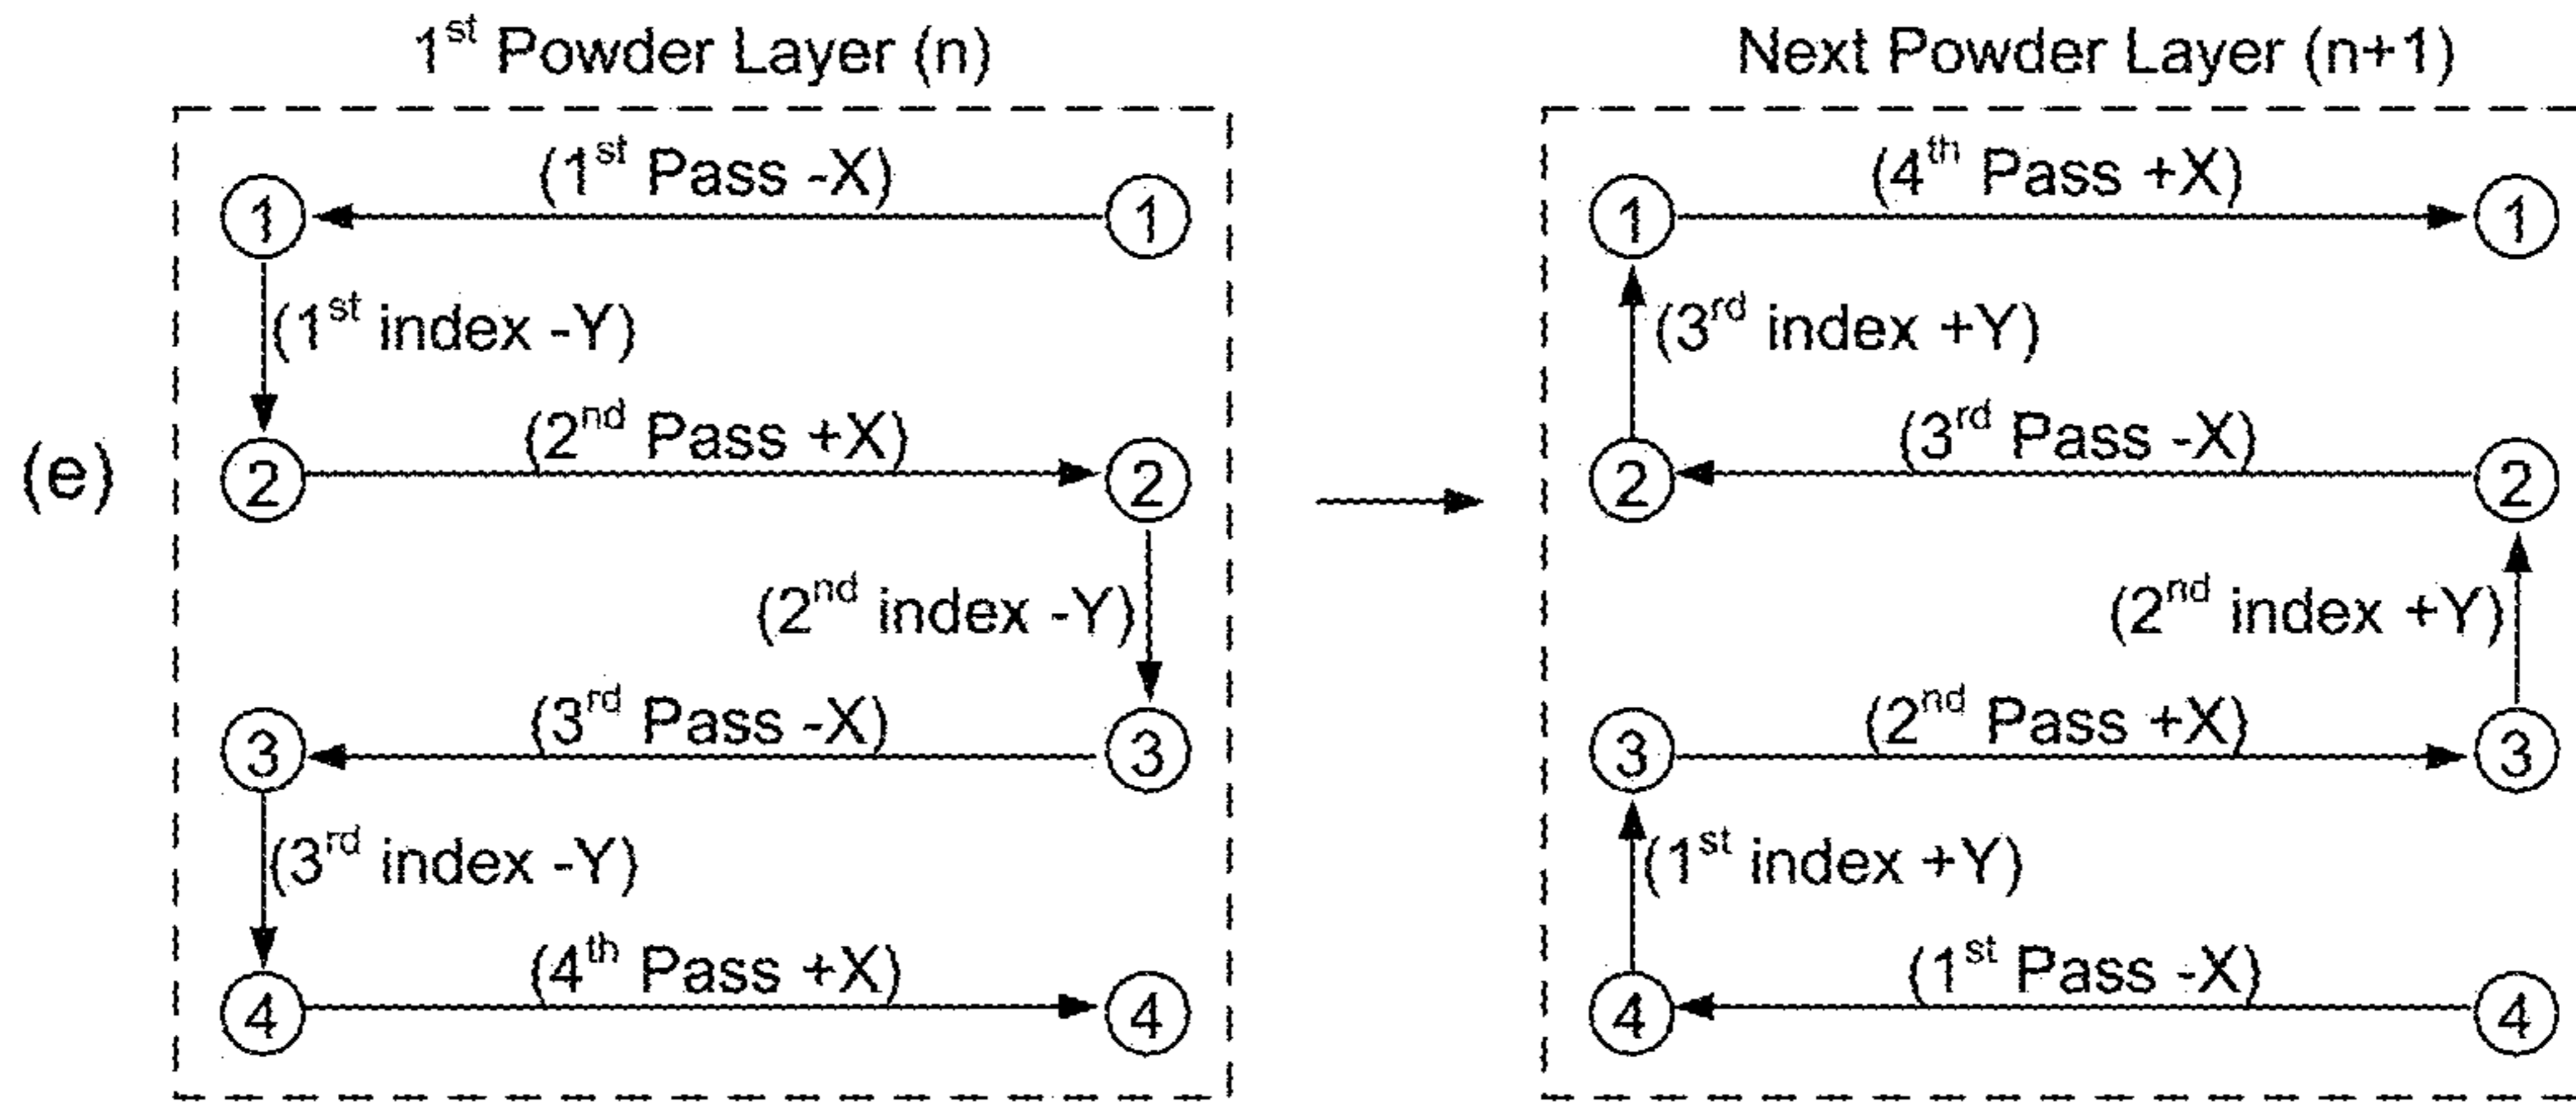 1st Powder Layer (n)
Next Powder Layer (n+1)
(e)
(1st Pass -X)
1
1
(1st index -Y)
(2nd Pass +X)
2
2
(2nd index -Y)
(3rd Pass -X)
3
3
(3rd index -Y)
(4th Pass +X)
4
4
(4th Pass +X)
1
1
(3rd index +Y)
(3rd Pass -X)
2
2
(2nd index +Y)
(2nd Pass +X)
3
3
(1st index +Y)
(1st Pass -X)
4
4